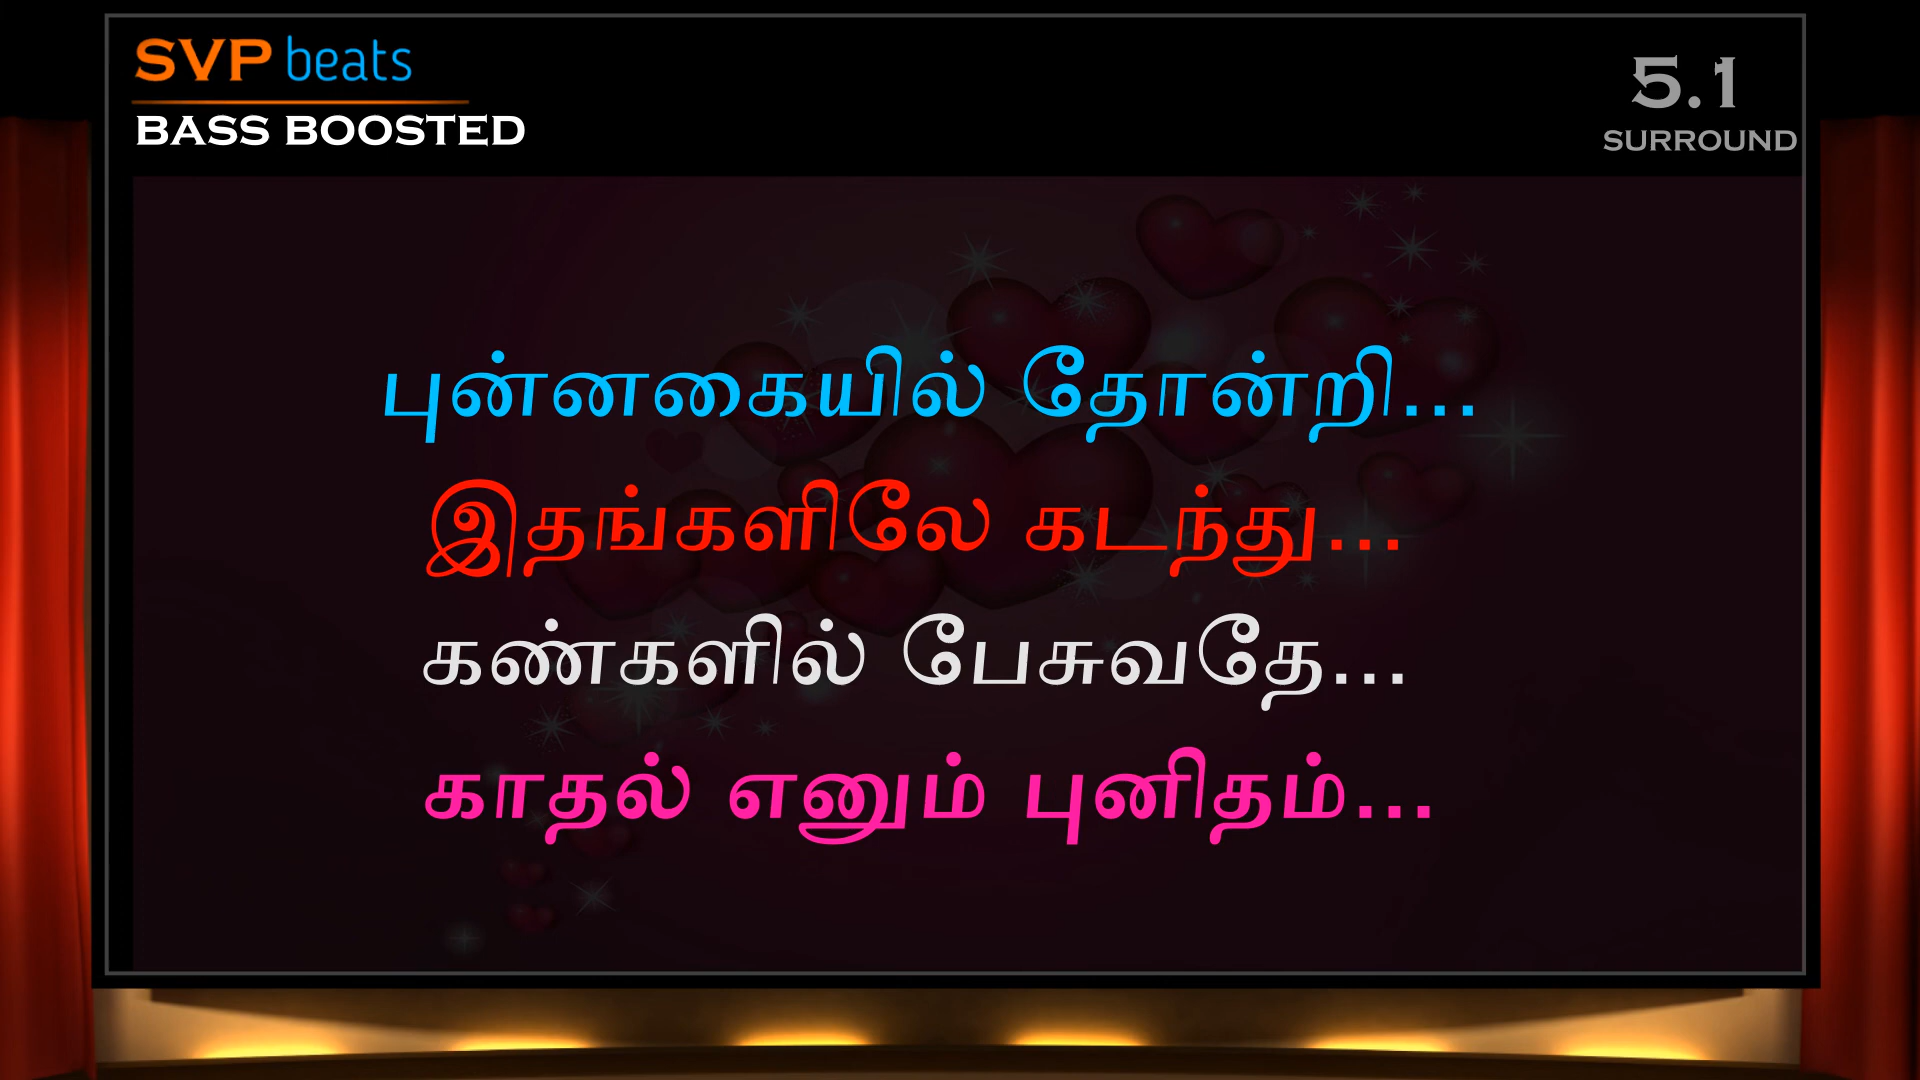 SVP beats
BASS BOOSTED
5.1
SURROUND
புன்னகையில் தோன்றி...
இதங்களிலே கடந்து...
கண்களில் பேசுவதே...
காதல் எனும் புனிதம்...